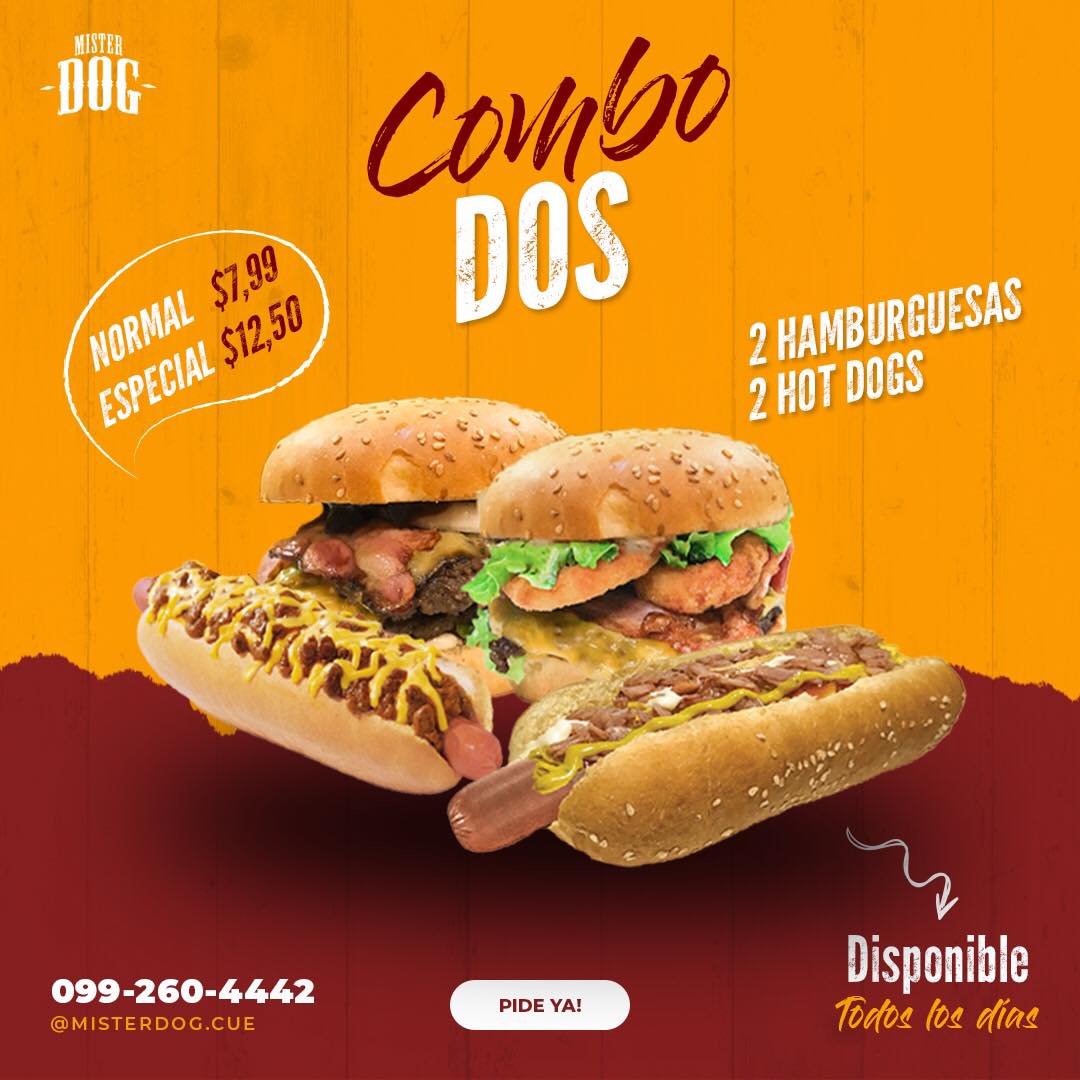 MISTER
DOG
Combo
DOS
NORMAL $7,99
ESPECIAL $12,50
2 HAMBURGUESAS
2 HOT DOGS
099-260-4442
@MISTERDOG.CUE
PIDE YA!
Disponible
Todos los días